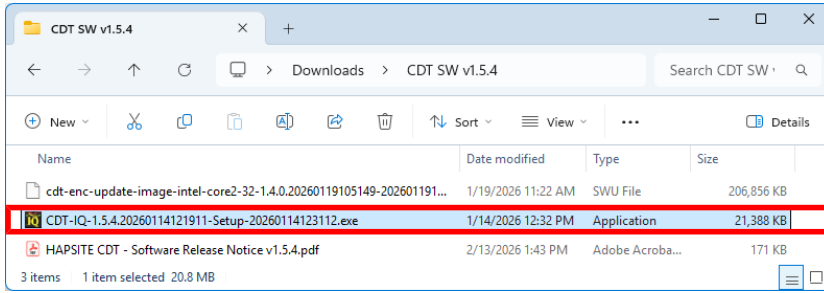 CDT SW v1.5.4
Downloads > CDT SW v1.5.4 Search CDT SW
New Sort View ... Details
Name Date modified Type Size
cdt-enc-update-image-intel-core2-32-1.4.0.20260119105149-202601191... 1/19/2026 11:22 AM SWU File 206,856 KB
IQ CDT-IQ-1.5.4.20260114121911-Setup-20260114123112.exe 1/14/2026 12:32 PM Application 21,388 KB
HAPSITE CDT - Software Release Notice v1.5.4.pdf 2/13/2026 1:43 PM Adobe Acroba... 171 KB
3 items 1 item selected 20.8 MB